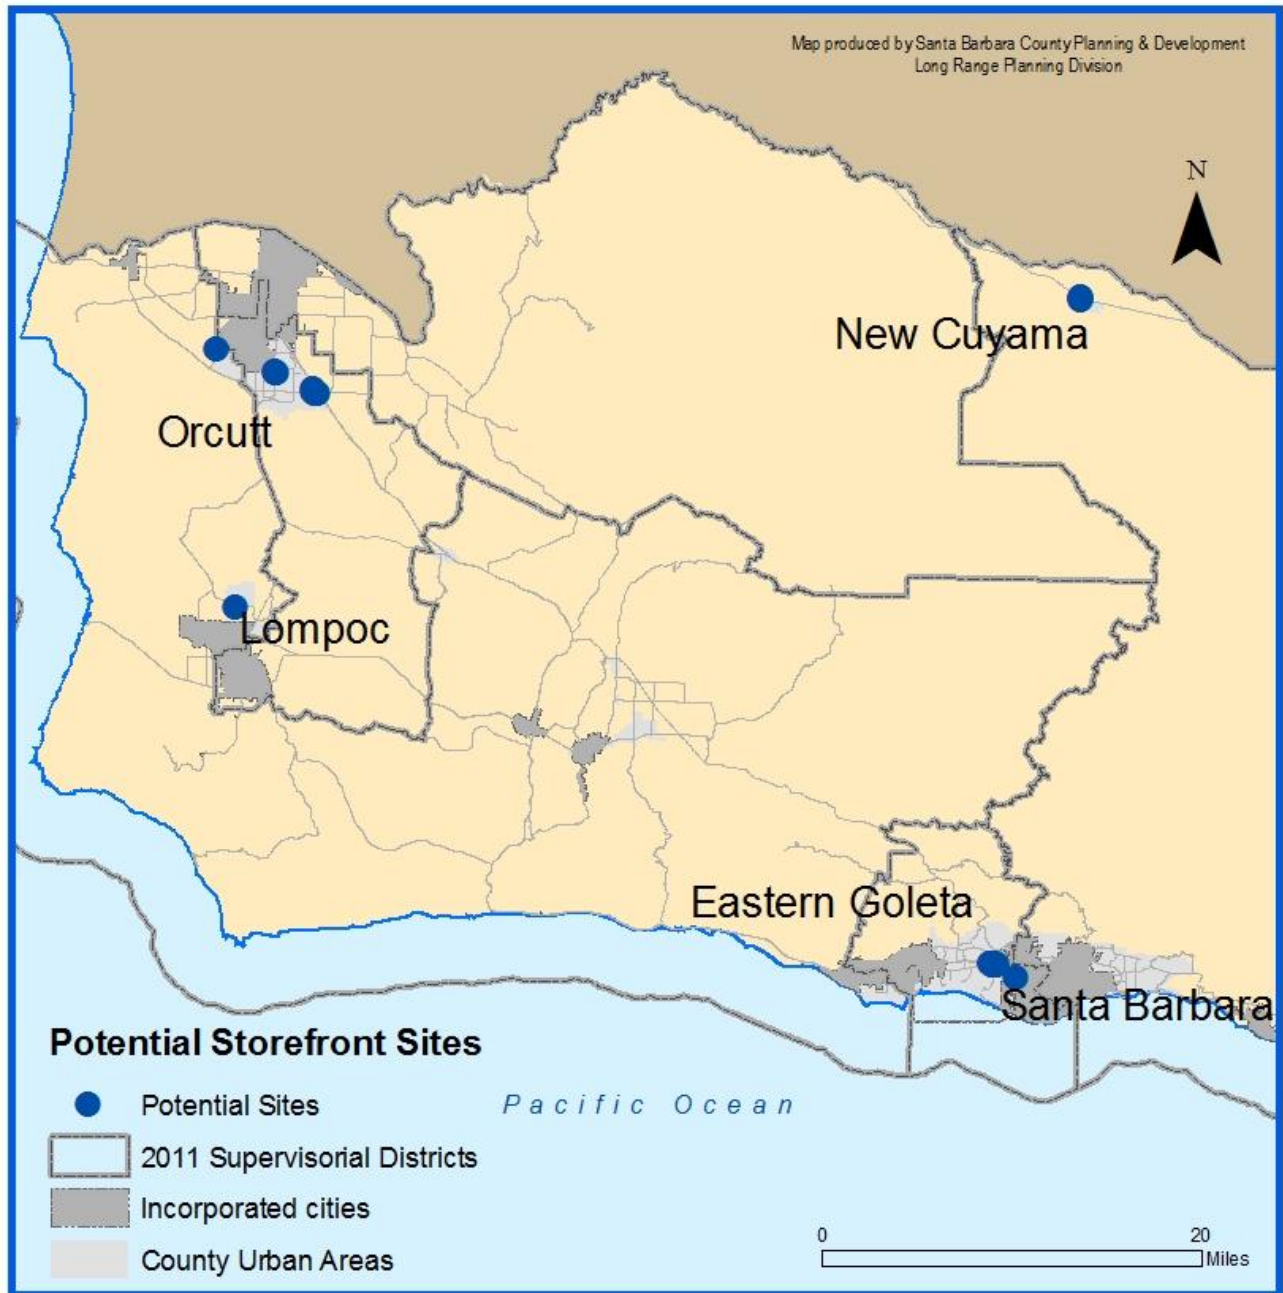 Map produced by Santa Barbara County Planning & Development
Long Range Planning Division
N
New Cuyama
Orcutt
Lompoc
Eastern Goleta
Santa Barbara
Potential Storefront Sites
Potential Sites
Pacific Ocean
2011 Supervisorial Districts
Incorporated cities
County Urban Areas
0
20
Miles